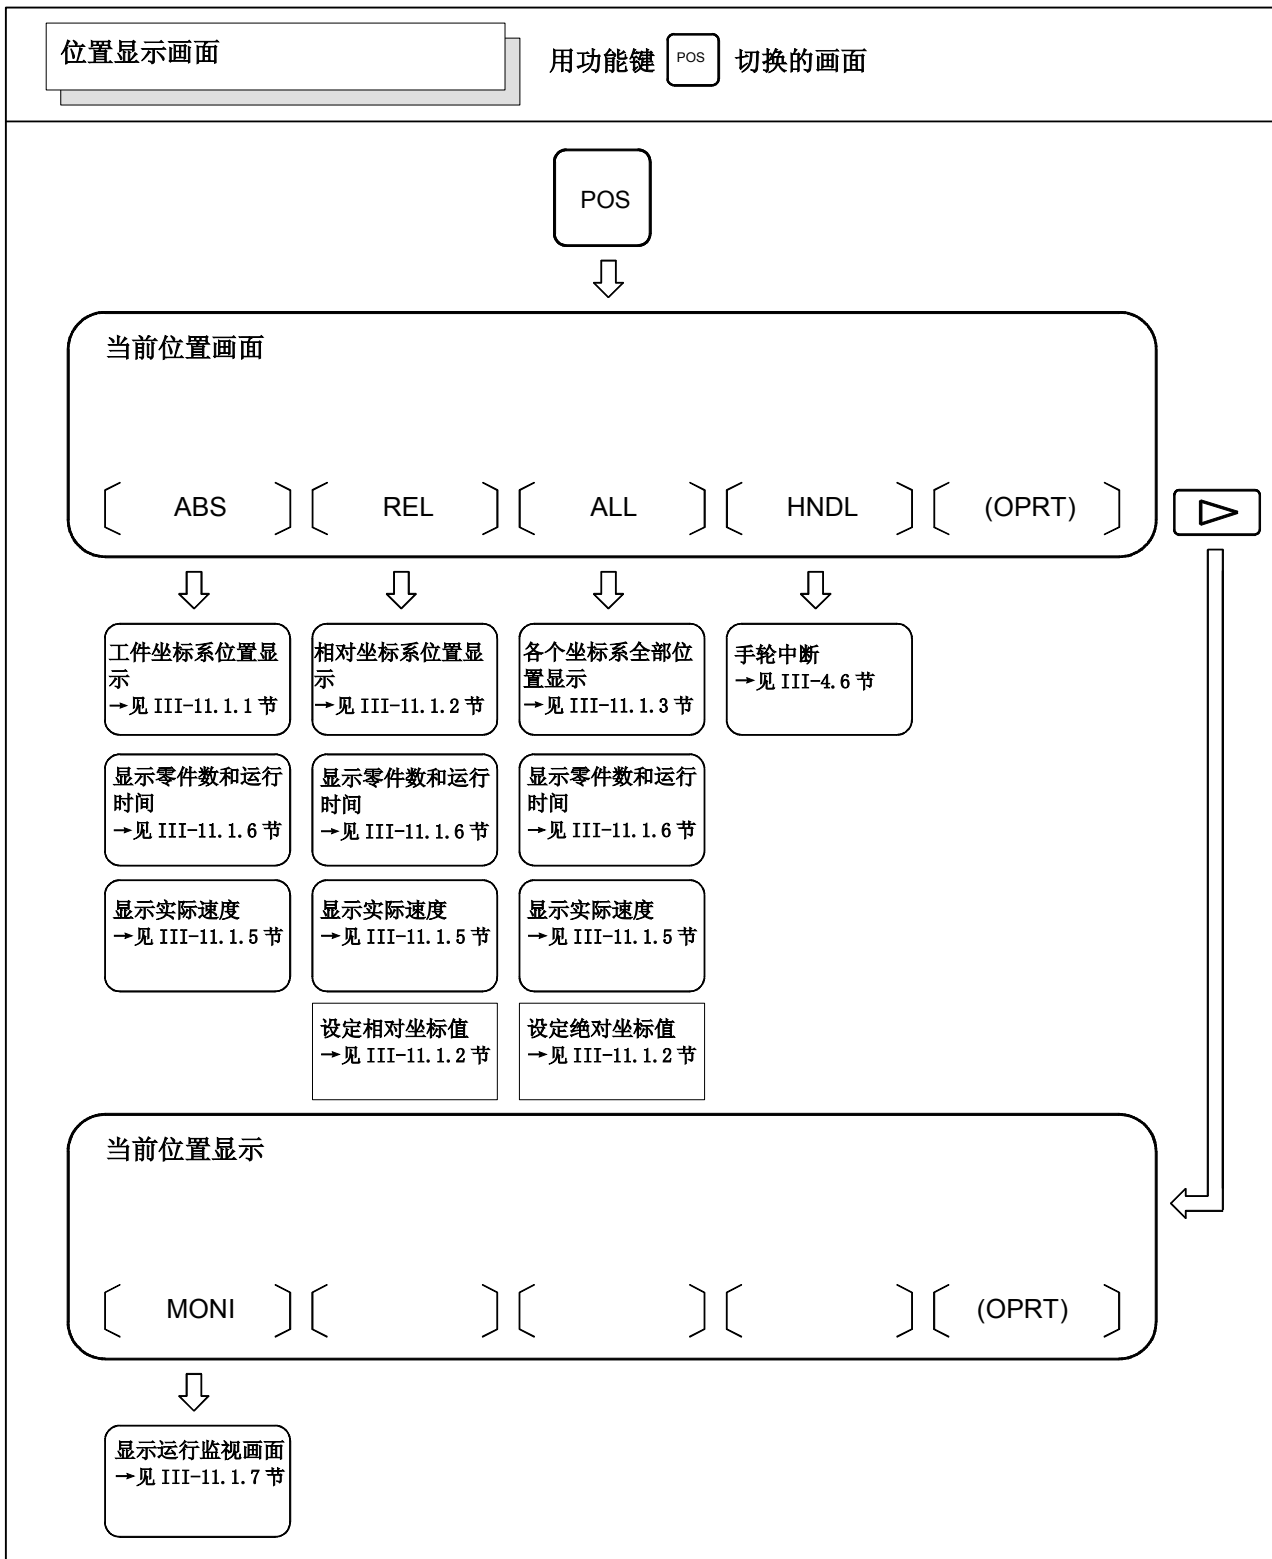 位置显示画面
用功能键 POS 切换的画面
POS
当前位置画面
ABS REL ALL HNDL (OPRT)
工件坐标系位置显
示
→见 III-11.1.1 节
相对坐标系位置显
示
→见 III-11.1.2 节
各个坐标系全部位
置显示
→见 III-11.1.3 节
手轮中断
→见 III-4.6 节
显示零件数和运行
时间
→见 III-11.1.6 节
显示零件数和运行
时间
→见 III-11.1.6 节
显示零件数和运行
时间
→见 III-11.1.6 节
显示实际速度
→见 III-11.1.5 节
显示实际速度
→见 III-11.1.5 节
显示实际速度
→见 III-11.1.5 节
设定相对坐标值
→见 III-11.1.2 节
设定绝对坐标值
→见 III-11.1.2 节
当前位置显示
MONI (OPRT)
显示运行监视画面
→见 III-11.1.7 节